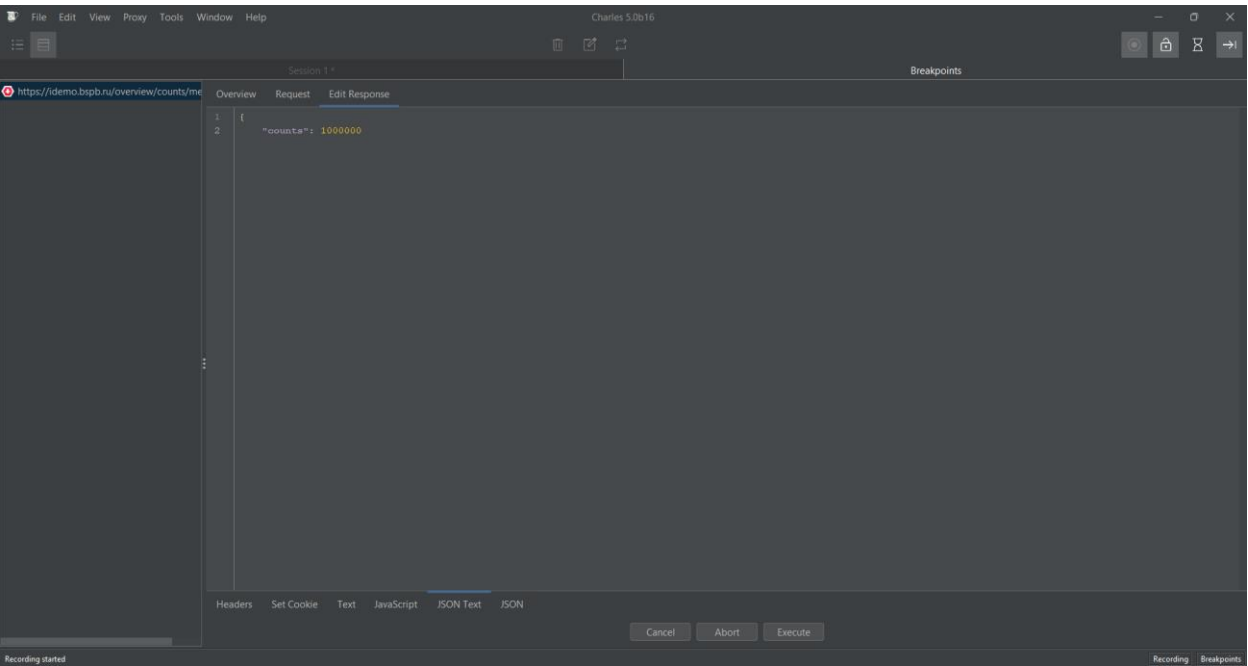 File Edit View Proxy Tools Window Help
Charles 5.0b16
Session 1 *
Breakpoints
https://idemo.bspb.ru/overview/counts/me
Overview Request Edit Response
1 {
2 "counts": 1000000
Headers Set Cookie Text JavaScript JSON Text JSON
Cancel Abort Execute
Recording started
Recording Breakpoints